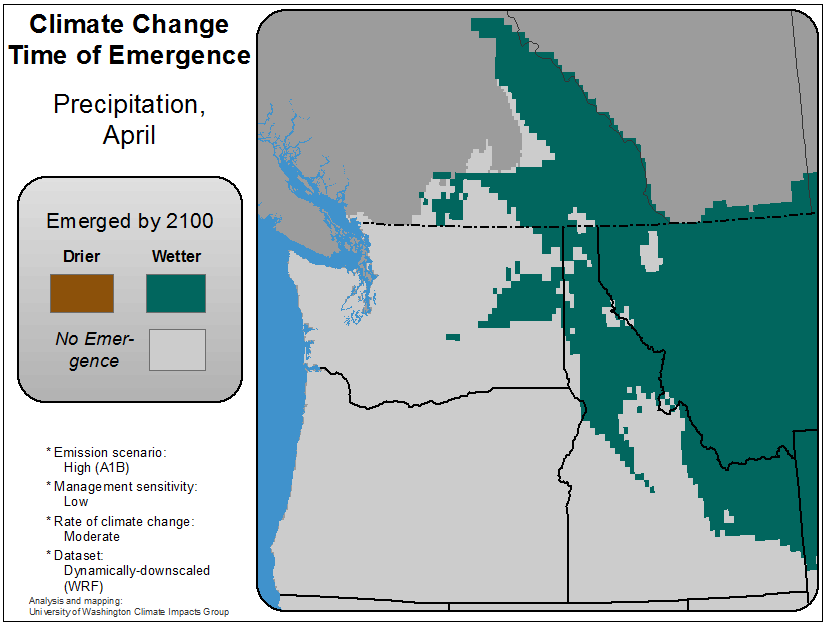 Climate Change
Time of Emergence
Precipitation,
April
Emerged by 2100
Drier Wetter
No Emer-
gence
* Emission scenario:
High (A1B)
* Management sensitivity:
Low
* Rate of climate change:
Moderate
* Dataset:
Dynamically-downscaled
(WRF)
Analysis and mapping:
University of Washington Climate Impacts Group